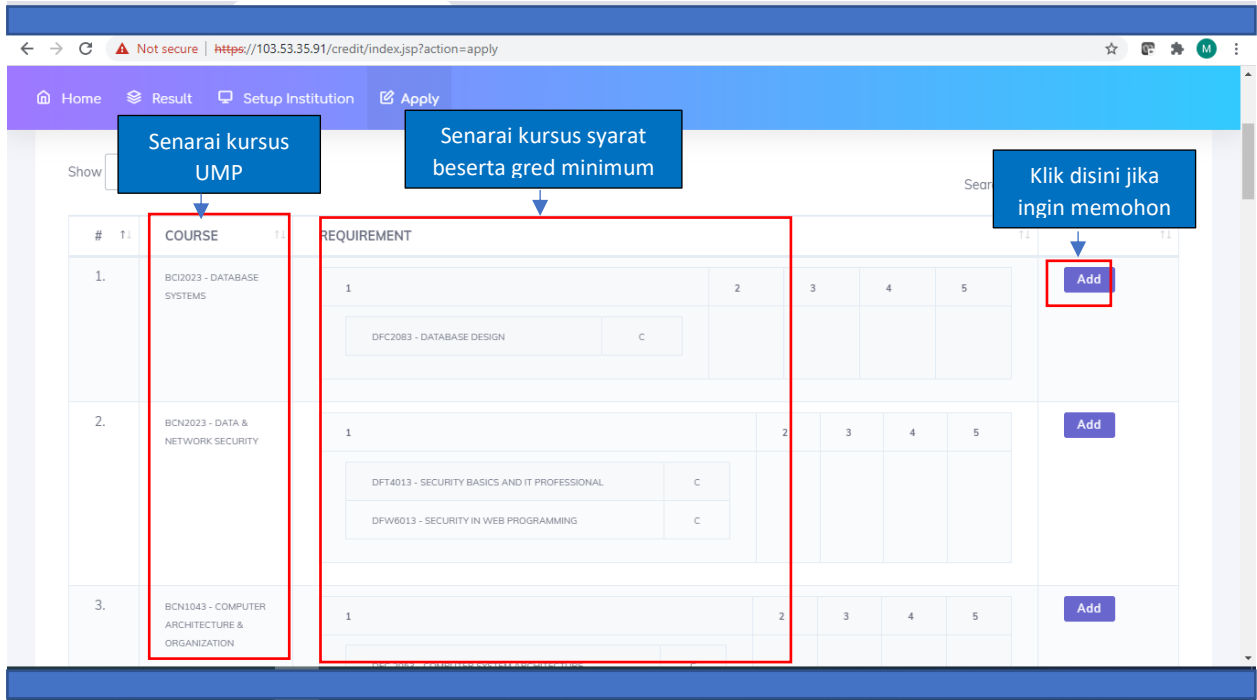 Not secure | https://103.53.35.91/credit/index.jsp?action=apply
M
Home Result Setup Institution Apply
Senarai kursus
UMP
Senarai kursus syarat
beserta gred minimum
Klik disini jika
ingin memohon
Show
# COURSE REQUIREMENT
1. BCI2023 - DATABASE
SYSTEMS
1 2 3 4 5
Add
DFC2083 - DATABASE DESIGN C
2. BCN2023 - DATA &
NETWORK SECURITY
1 2 3 4 5
Add
DFT4013 - SECURITY BASICS AND IT PROFESSIONAL C
DFW6013 - SECURITY IN WEB PROGRAMMING C
3. BCN1043 - COMPUTER
ARCHITECTURE &
ORGANIZATION
1 2 3 4 5
Add
COMPUTER SYSTEM ARCHITECTURE C